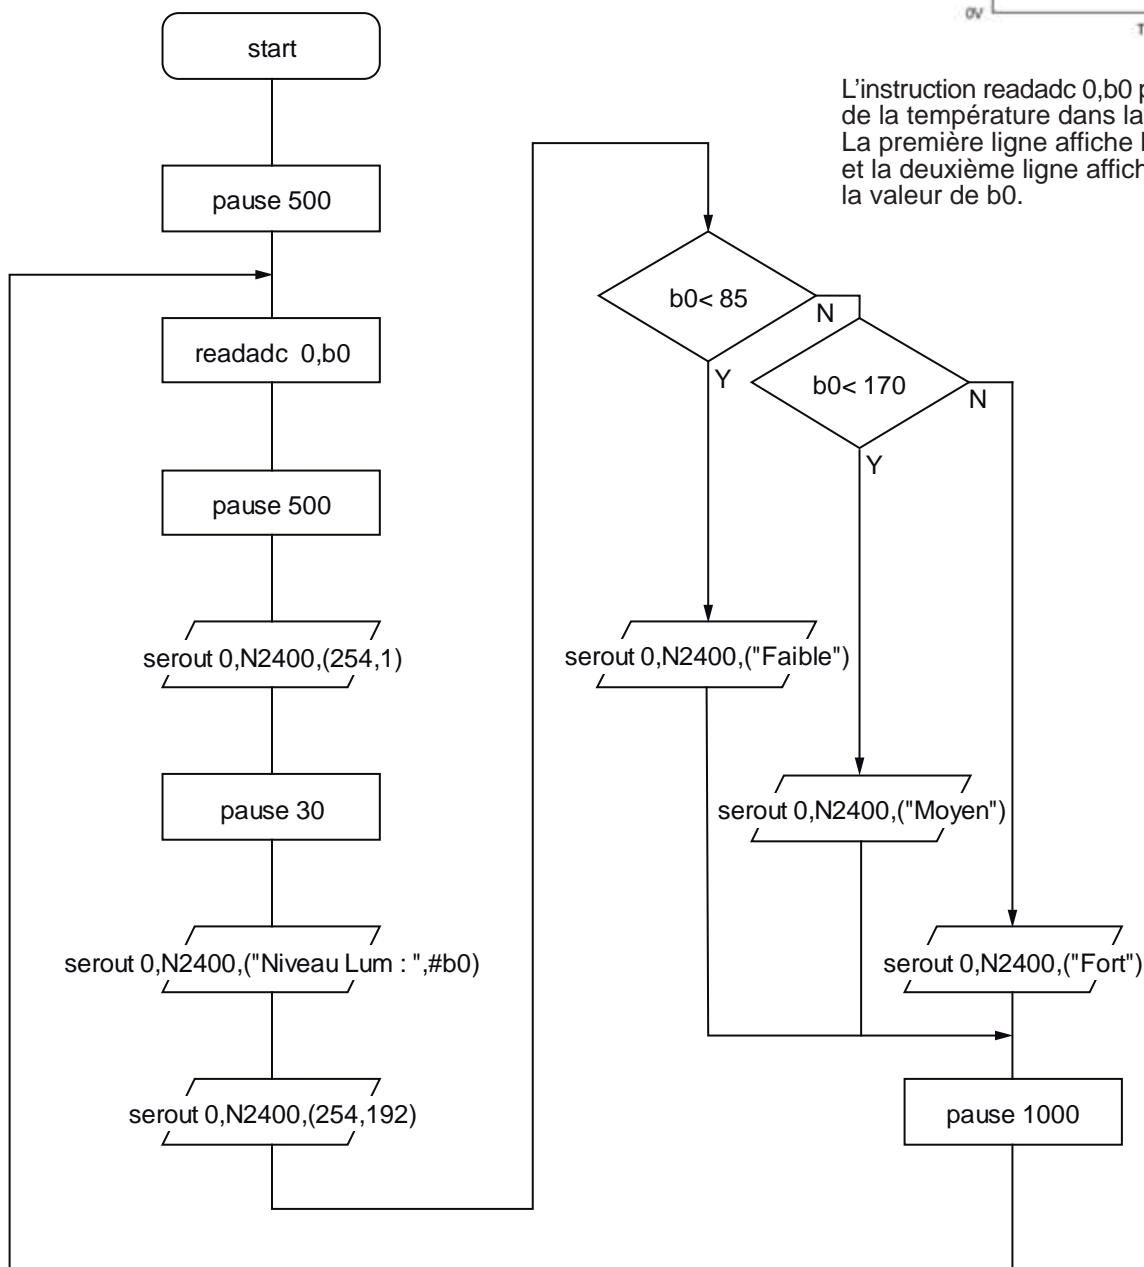 0V
T
L'instruction readadc 0,b0 p
de la température dans la
La première ligne affiche
et la deuxième ligne affich
la valeur de b0.
start
pause 500
readadc 0,b0
pause 500
serout 0,N2400,(254,1)
pause 30
serout 0,N2400,("Niveau Lum : ",#b0)
serout 0,N2400,(254,192)
b0< 85
N
Y
b0< 170
N
Y
serout 0,N2400,("Faible")
serout 0,N2400,("Moyen")
serout 0,N2400,("Fort")
pause 1000